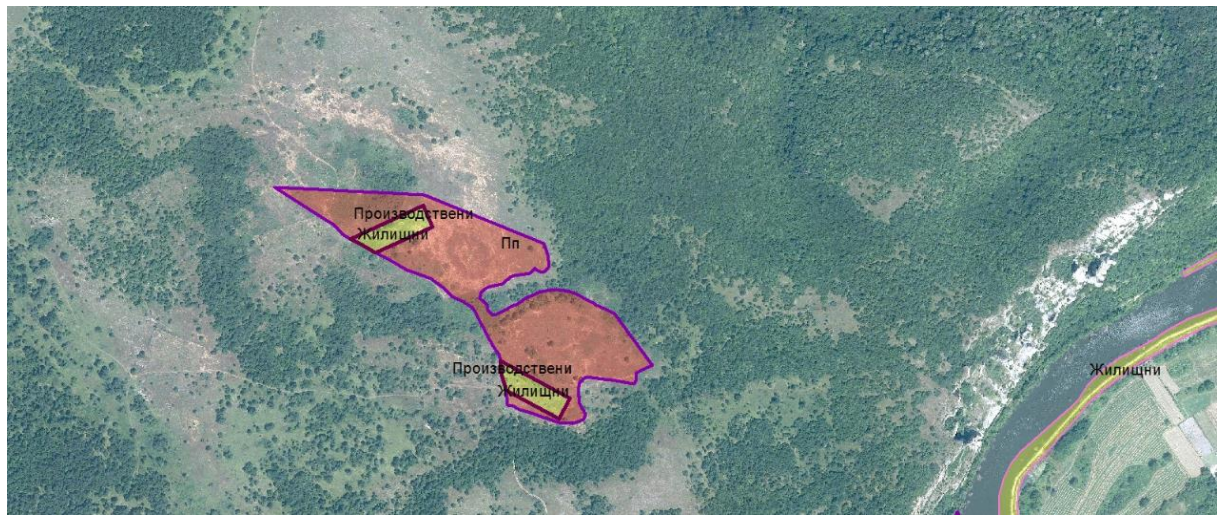 Производствени
Жилищни
Пп
Производствени
Жилищни
Жилищни